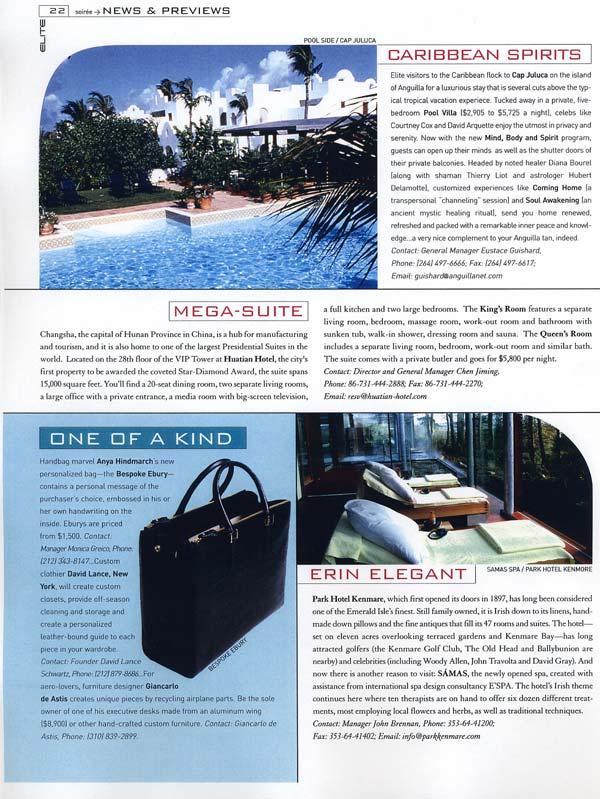 22 soirée → NEWS & PREVIEWS
ELITE
POOL SIDE / CAP JULUCA
CARIBBEAN SPIRITS
Elite visitors to the Caribbean flock to Cap Juluca on the island
of Anguilla for a luxurious stay that is several cuts above the typ-
ical tropical vacation experiece. Tucked away in a private, five-
bedroom Pool Villa ($2,905 to $5,725 a night), celebs like
Courtney Cox and David Arquette enjoy the utmost in privacy and
serenity. Now with the new Mind, Body and Spirit program,
guests can open up their minds as well as the shutter doors of
their private balconies. Headed by noted healer Diana Bourel
(along with shaman Thierry Liot and astrologer Hubert
Delamotte), customized experiences like Coming Home (a
transpersonal "channeling" session) and Soul Awakening (an
ancient mystic healing ritual), send you home renewed,
refreshed and packed with a remarkable inner peace and knowl-
edge...a very nice complement to your Anguilla tan, indeed.
Contact: General Manager Eustace Guishard,
Phone: (264) 497-6666; Fax: (264) 497-6617;
Email: guishard@anguillanet.com
MEGA-SUITE
Changsha, the capital of Hunan Province in China, is a hub for manufacturing
and tourism, and it is also home to one of the largest Presidential Suites in the
world. Located on the 28th floor of the VIP Tower at Huatian Hotel, the city's
first property to be awarded the coveted Star-Diamond Award, the suite spans
15,000 square feet. You'll find a 20-seat dining room, two separate living rooms,
a large office with a private entrance, a media room with big-screen television,
a full kitchen and two large bedrooms. The King's Room features a separate
living room, bedroom, massage room, work-out room and bathroom with
sunken tub, walk-in shower, dressing room and sauna. The Queen's Room
includes a separate living room, bedroom, work-out room and similar bath.
The suite comes with a private butler and goes for $5,800 per night.
Contact: Director and General Manager Chen Jiming,
Phone: 86-731-444-2888; Fax: 86-731-444-2270;
Email: resv@huatian-hotel.com
ONE OF A KIND
Handbag marvel Anya Hindmarch's new
personalized bag—the Bespoke Ebury—
contains a personal message of the
purchaser's choice, embossed in his or
her own handwriting on the
inside. Eburys are priced
from $1,500. Contact:
Manager Monica Greico, Phone:
(212) 343-8147...Custom
clothier David Lance, New
York, will create custom
closets, provide off-season
cleaning and storage and
create a personalized
leather-bound guide to each
piece in your wardrobe.
Contact: Founder David Lance
Schwartz, Phone: (212) 879-8686...For
aero-lovers, furniture designer Giancarlo
de Astis creates unique pieces by recycling airplane parts. Be the sole
owner of one of his executive desks made from an aluminum wing
($8,900) or other hand-crafted custom furniture. Contact: Giancarlo de
Astis, Phone: (310) 839-2899.
BESPOKE EBURY
SAMAS SPA / PARK HOTEL KENMORE
ERIN ELEGANT
Park Hotel Kenmare, which first opened its doors in 1897, has long been considered
one of the Emerald Isle's finest. Still family owned, it is Irish down to its linens, hand-
made down pillows and the fine antiques that fill its 47 rooms and suites. The hotel—
set on eleven acres overlooking terraced gardens and Kenmare Bay—has long
attracted golfers (the Kenmare Golf Club, The Old Head and Ballybunion are
nearby) and celebrities (including Woody Allen, John Travolta and David Gray). And
now there is another reason to visit: SÁMAS, the newly opened spa, created with
assistance from international spa design consultancy E'SPA. The hotel's Irish theme
continues here where ten therapists are on hand to offer six dozen different treat-
ments, most employing local flowers and herbs, as well as traditional techniques.
Contact: Manager John Brennan, Phone: 353-64-41200;
Fax: 353-64-41402; Email: info@parkkenmare.com